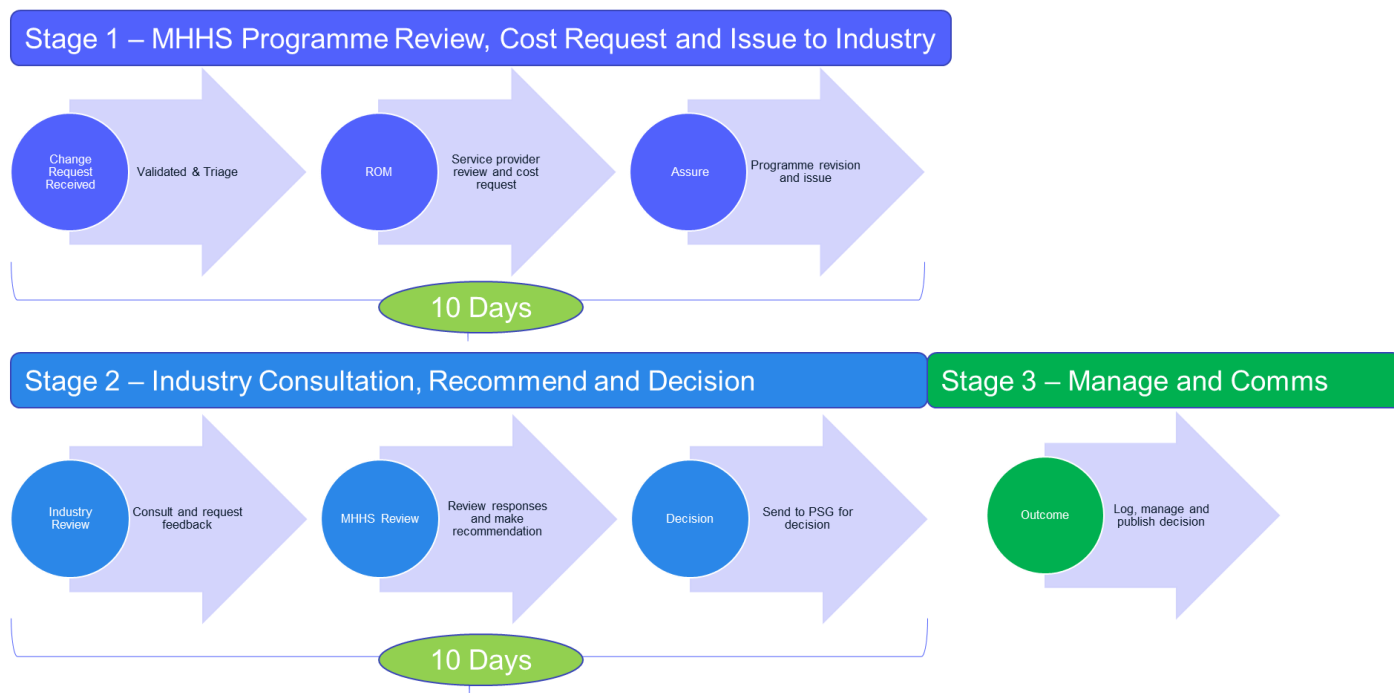 Stage 1 – MHHS Programme Review, Cost Request and Issue to Industry
Change
Request
Received
Validated & Triage
ROM
Service provider
review and cost
request
Assure
Programme revision
and issue
10 Days
Stage 2 – Industry Consultation, Recommend and Decision
Stage 3 – Manage and Comms
Industry
Review
Consult and request
feedback
MHHS Review
Review responses
and make
recommendation
Decision
Send to PSG for
decision
Outcome
Log, manage and
publish decision
10 Days